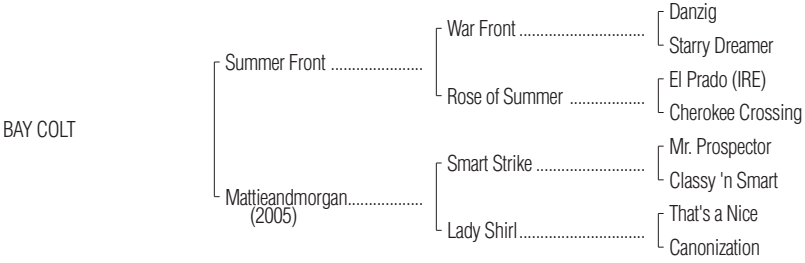 Danzig
War Front ..............................
Starry Dreamer
Summer Front ......................
El Prado (IRE)
Rose of Summer ..................
Cherokee Crossing
BAY COLT
Mr. Prospector
Smart Strike ..........................
Classy 'n Smart
Mattieandmorgan..................
(2005)
That's a Nice
Lady Shirl..............................
Canonization